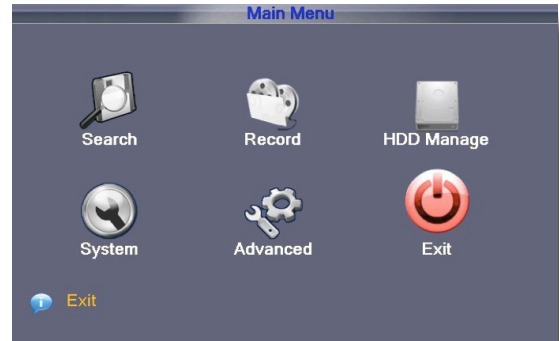 Main Menu
Search
Record
HDD Manage
System
Advanced
Exit
Exit